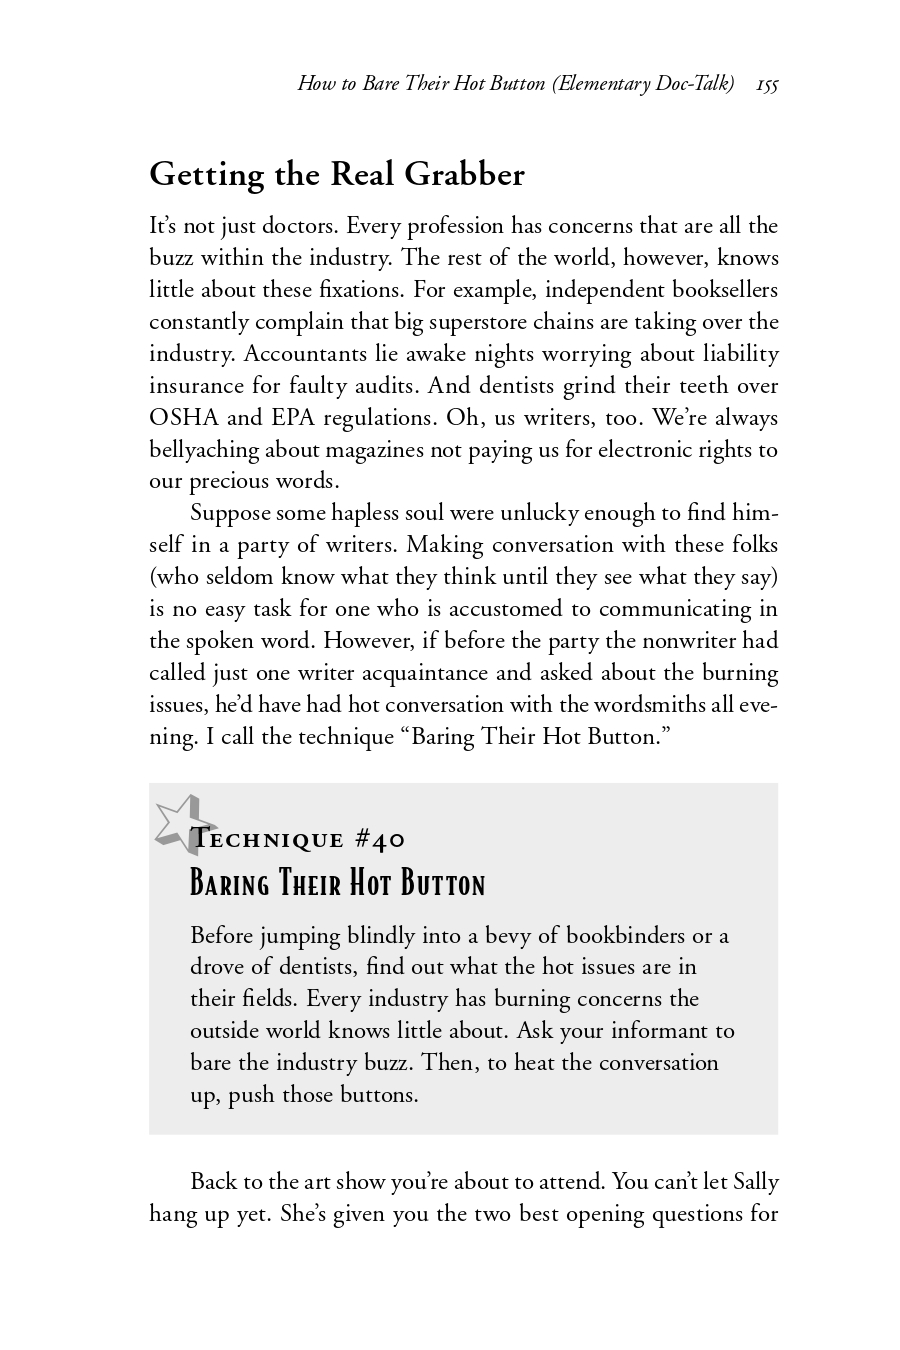 How to Bare Their Hot Button (Elementary Doc-Talk) 155
Getting the Real Grabber
It’s not just doctors. Every profession has concerns that are all the
buzz within the industry. The rest of the world, however, knows
little about these fixations. For example, independent booksellers
constantly complain that big superstore chains are taking over the
industry. Accountants lie awake nights worrying about liability
insurance for faulty audits. And dentists grind their teeth over
OSHA and EPA regulations. Oh, us writers, too. We’re always
bellyaching about magazines not paying us for electronic rights to
our precious words.
Suppose some hapless soul were unlucky enough to find him-
self in a party of writers. Making conversation with these folks
(who seldom know what they think until they see what they say)
is no easy task for one who is accustomed to communicating in
the spoken word. However, if before the party the nonwriter had
called just one writer acquaintance and asked about the burning
issues, he’d have had hot conversation with the wordsmiths all eve-
ning. I call the technique “Baring Their Hot Button.”
Technique #40
Baring Their Hot Button
Before jumping blindly into a bevy of bookbinders or a
drove of dentists, find out what the hot issues are in
their fields. Every industry has burning concerns the
outside world knows little about. Ask your informant to
bare the industry buzz. Then, to heat the conversation
up, push those buttons.
Back to the art show you’re about to attend. You can’t let Sally
hang up yet. She’s given you the two best opening questions for